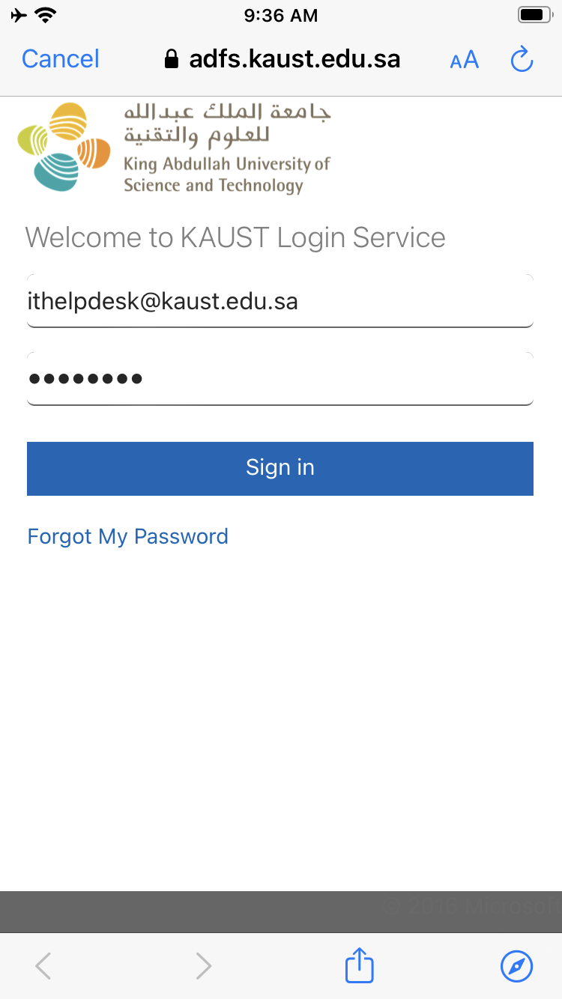 9:36 AM
Cancel
adfs.kaust.edu.sa
AA
جامعة الملك عبدالله
للعلوم والتقنية
King Abdullah University of
Science and Technology
Welcome to KAUST Login Service
ithelpdesk@kaust.edu.sa
••••••••
Sign in
Forgot My Password
© 2016 Microsoft